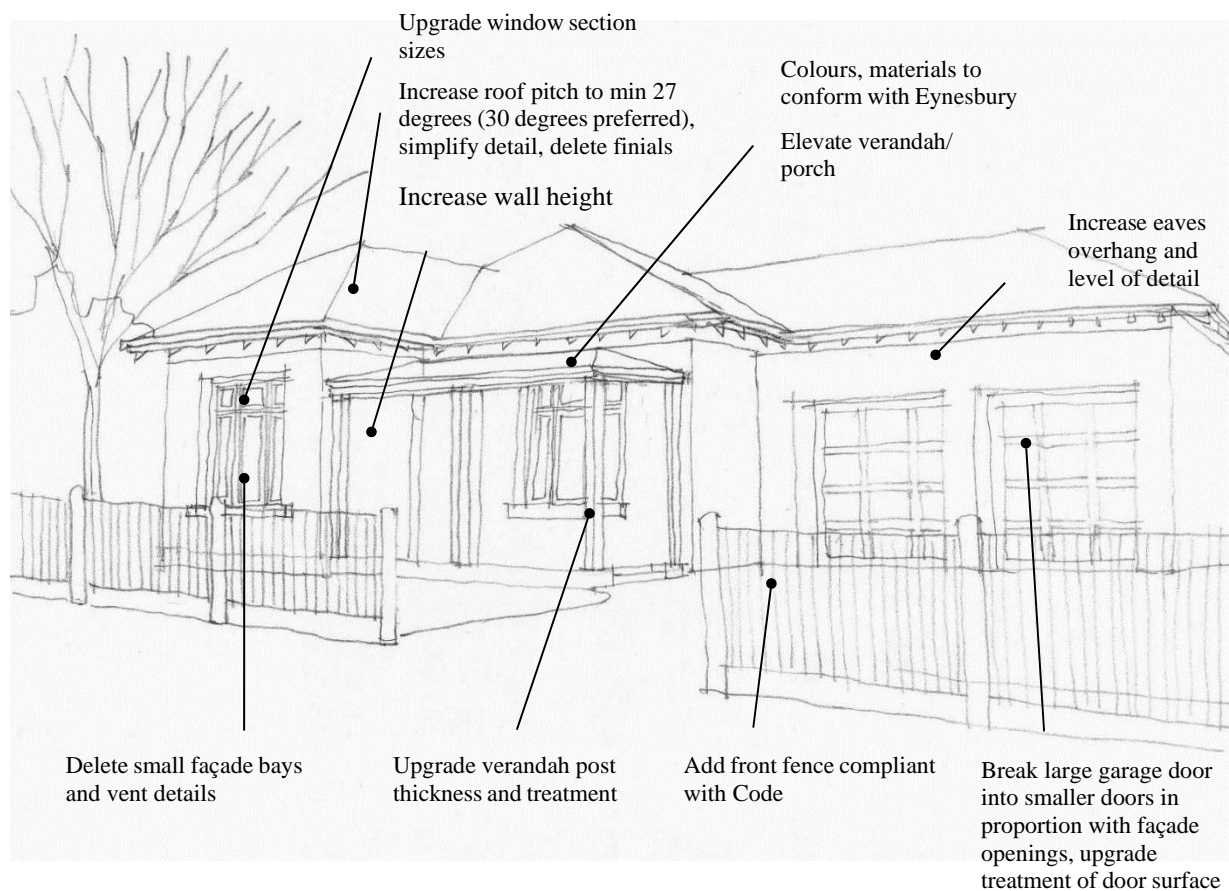 Upgrade window section
sizes
Increase roof pitch to min 27
degrees (30 degrees preferred),
simplify detail, delete finials
Increase wall height
Colours, materials to
conform with Eynesbury
Elevate verandah/
porch
Increase eaves
overhang and
level of detail
Delete small façade bays
and vent details
Upgrade verandah post
thickness and treatment
Add front fence compliant
with Code
Break large garage door
into smaller doors in
proportion with façade
openings, upgrade
treatment of door surface